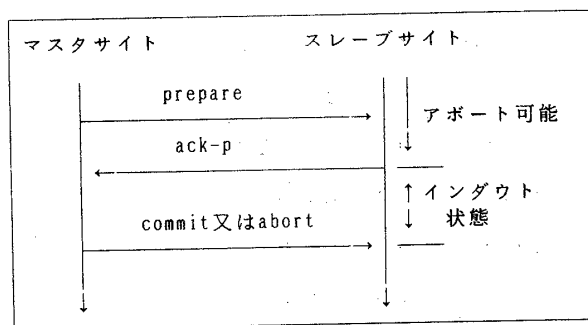 マスタサイト
スレーブサイト
prepare
アボート可能
ack-p
インダウト
状態
commit又はabort